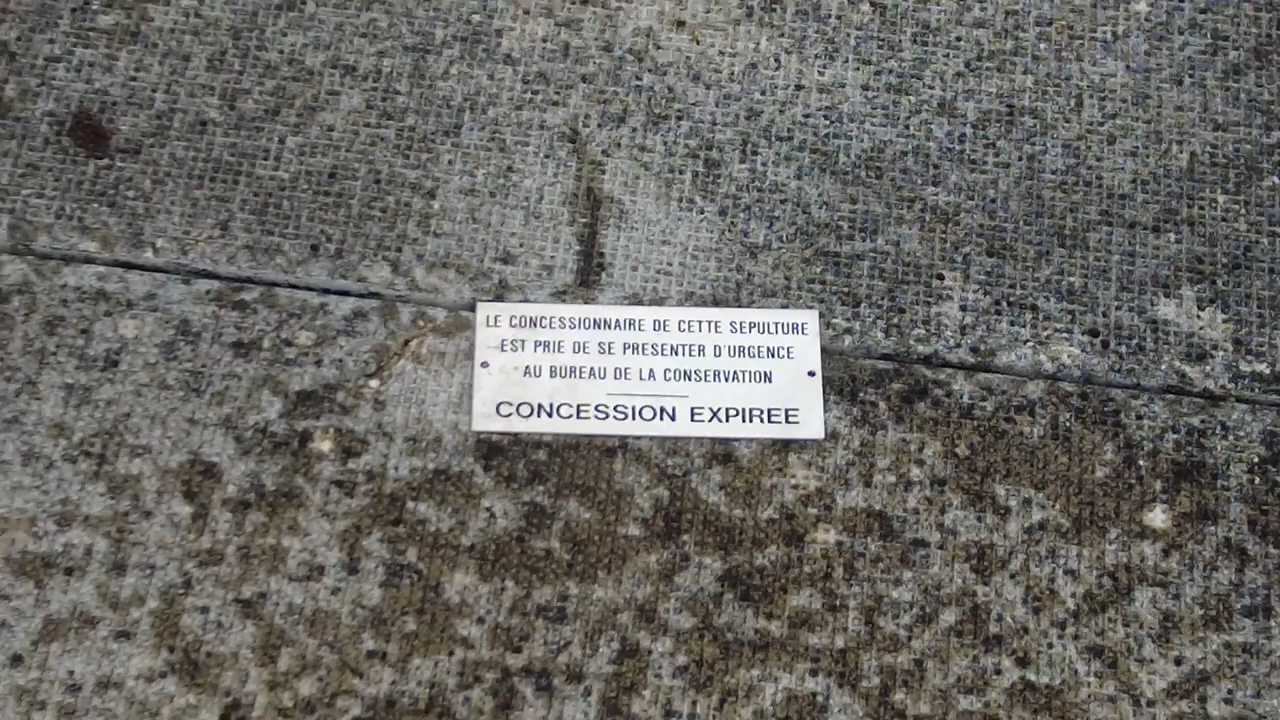 LE CONCESSIONNAIRE DE CETTE SEPULTURE
EST PRIE DE SE PRESENTER D'URGENCE
AU BUREAU DE LA CONSERVATION
CONCESSION EXPIREE